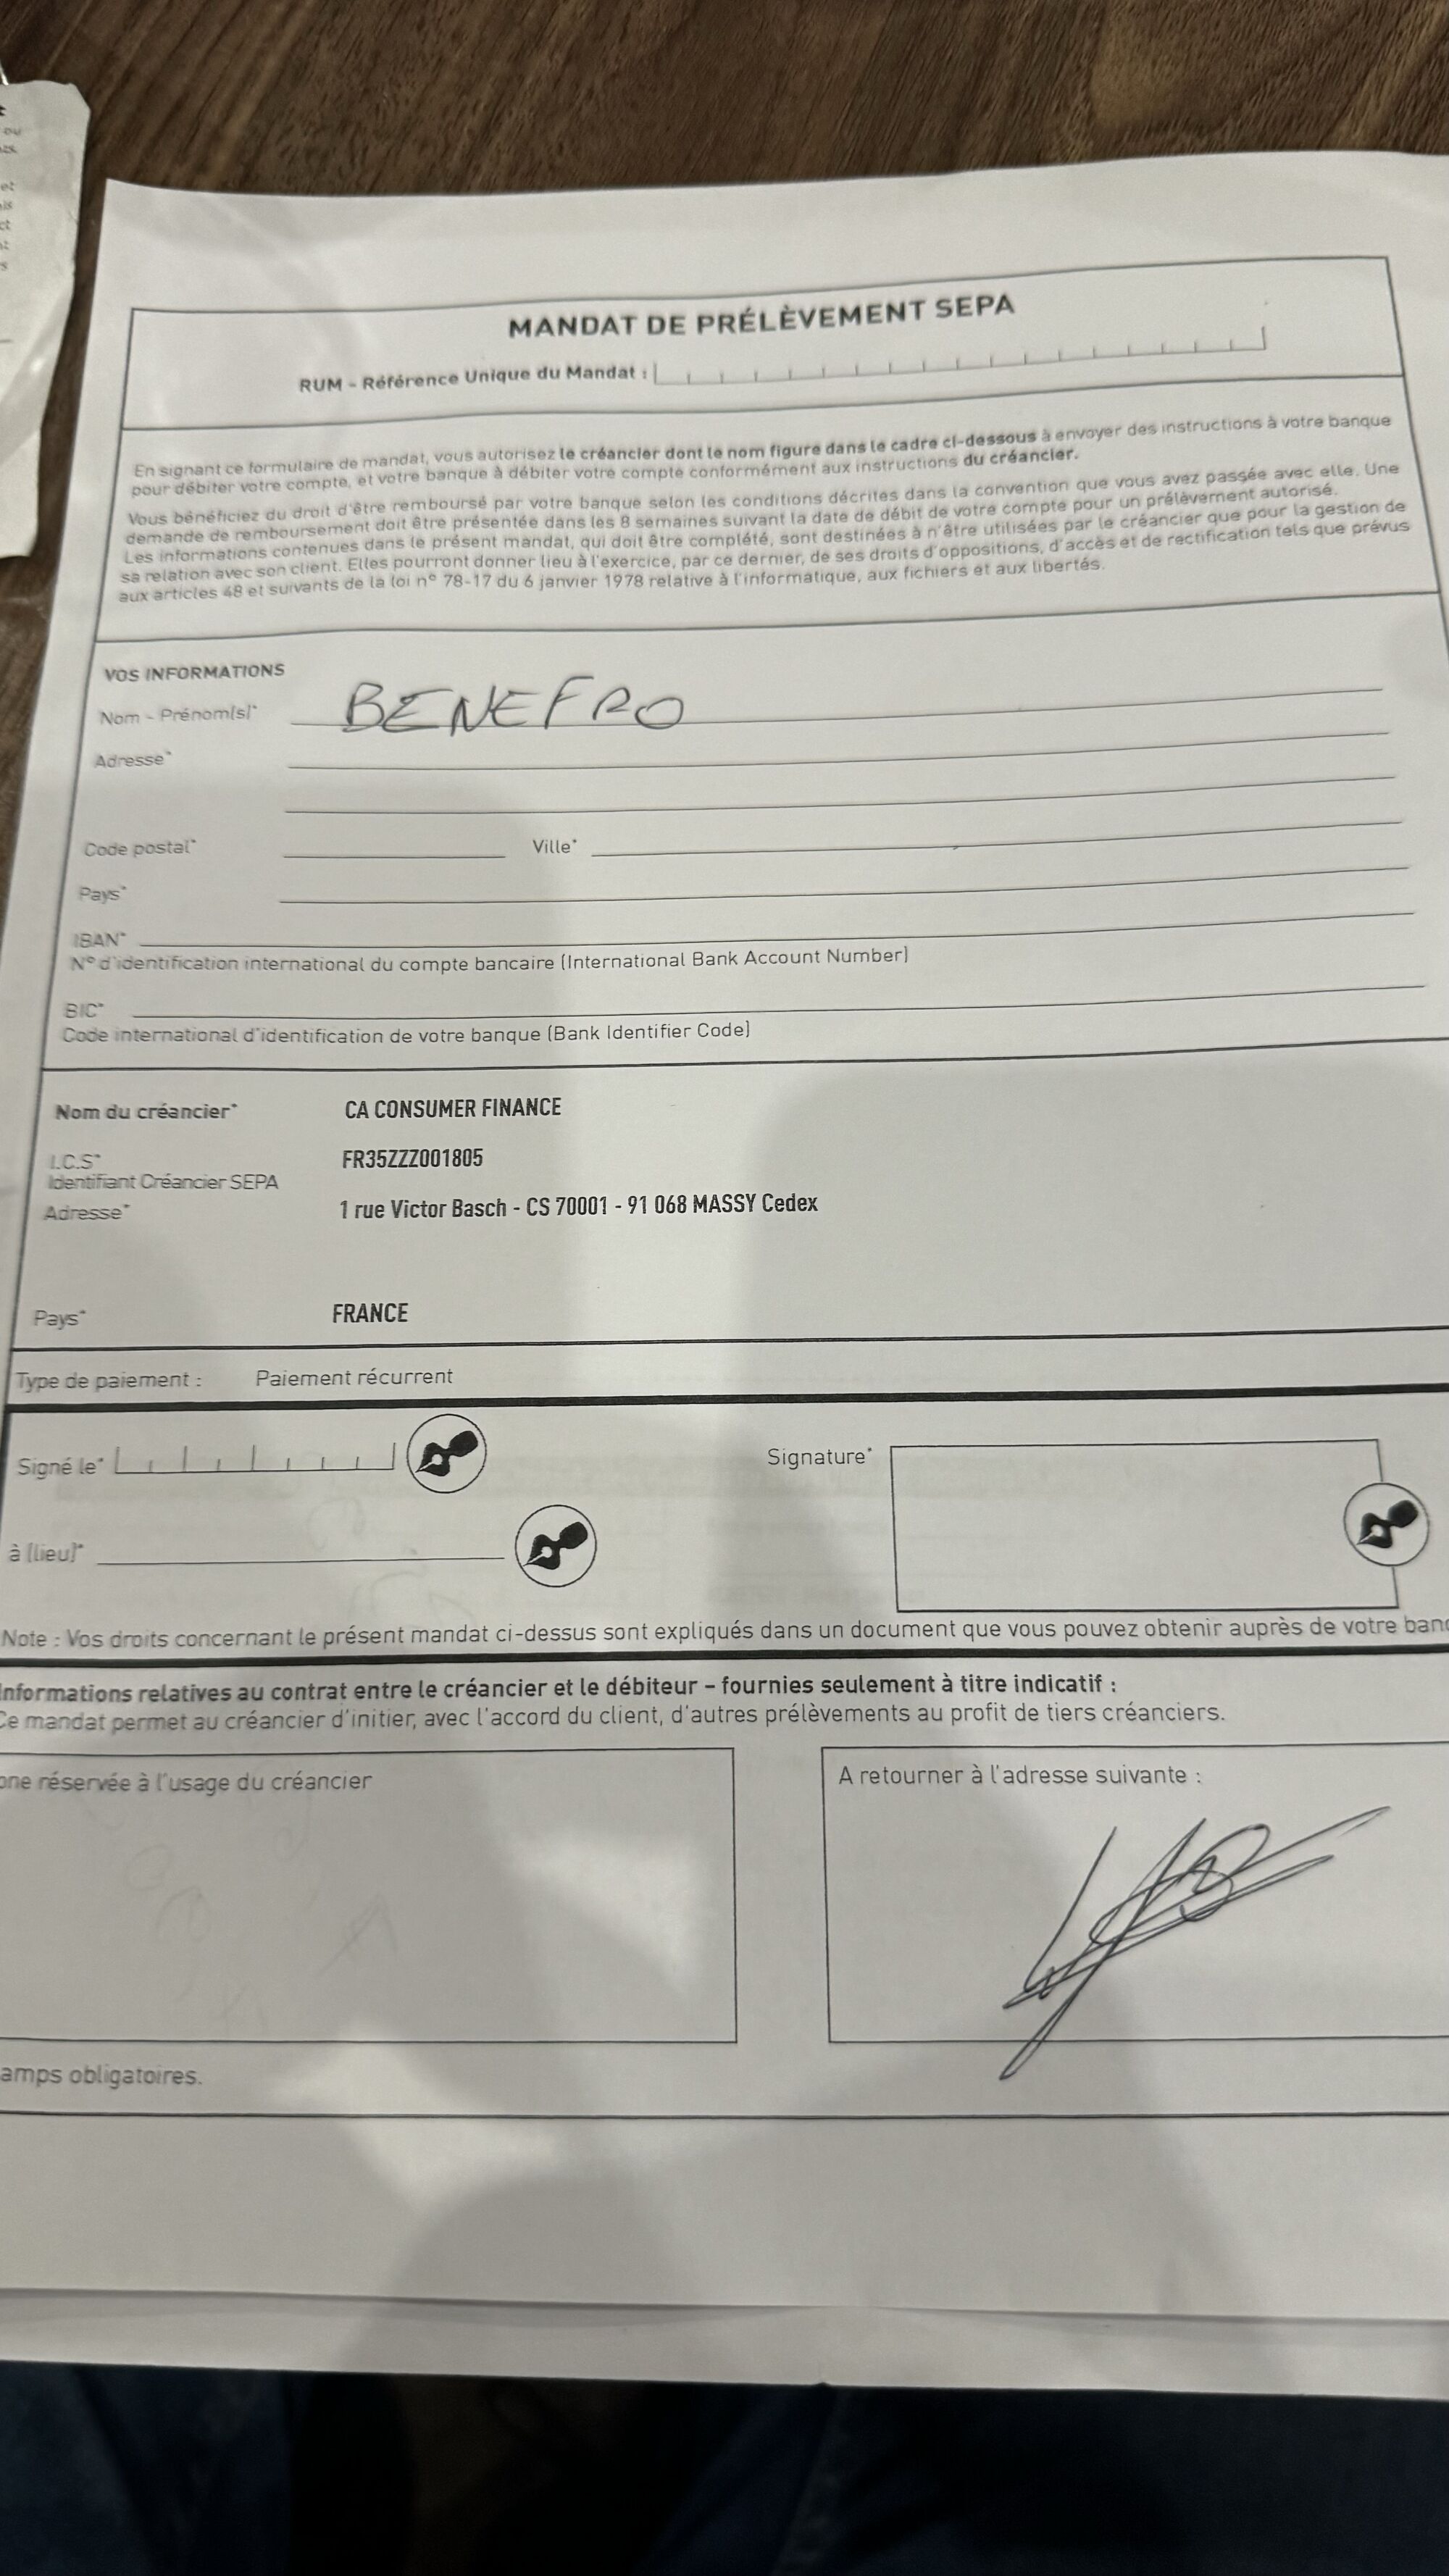 ou
et
ct
MANDAT DE PRÉLÈVEMENT SEPA
RUM - Référence Unique du Mandat :
En signant ce formulaire de mandat, vous autorisez le créancier dont le nom figure dans le cadre ci-dessous à envoyer des instructions à votre banque
pour débiter votre compte, et votre banque à débiter votre compte conformément aux instructions du créancier.
Vous bénéficiez du droit d'être remboursé par votre banque selon les conditions décrites dans la convention que vous avez passée avec elle. Une
demande de remboursement doit être présentée dans les 8 semaines suivant la date de débit de votre compte pour un prélèvement autorisé.
Les informations contenues dans le présent mandat, qui doit être complété, sont destinées à n'être utilisées par le créancier que pour la gestion de
sa relation avec son client. Elles pourront donner lieu à l'exercice, par ce dernier, de ses droits d'oppositions, d'accès et de rectification tels que prévus
aux articles 48 et suivants de la loi n° 78-17 du 6 janvier 1978 relative à l'informatique, aux fichiers et aux libertés.
VOS INFORMATIONS
Nom - Prénom(s)* BENEFRO
Adresse*
Code postal* Ville*
Pays*
IBAN*
N° d'identification international du compte bancaire (International Bank Account Number)
BIC*
Code international d'identification de votre banque (Bank Identifier Code)
Nom du créancier* CA CONSUMER FINANCE
I.C.S* FR35ZZZ001805
Identifiant Créancier SEPA
Adresse* 1 rue Victor Basch - CS 70001 - 91 068 MASSY Cedex
Pays* FRANCE
Type de paiement : Paiement récurrent
Signé le* Signature*
à (lieu)*
Note : Vos droits concernant le présent mandat ci-dessus sont expliqués dans un document que vous pouvez obtenir auprès de votre banq
Informations relatives au contrat entre le créancier et le débiteur – fournies seulement à titre indicatif :
Ce mandat permet au créancier d'initier, avec l'accord du client, d'autres prélèvements au profit de tiers créanciers.
one réservée à l'usage du créancier A retourner à l'adresse suivante :
amps obligatoires.